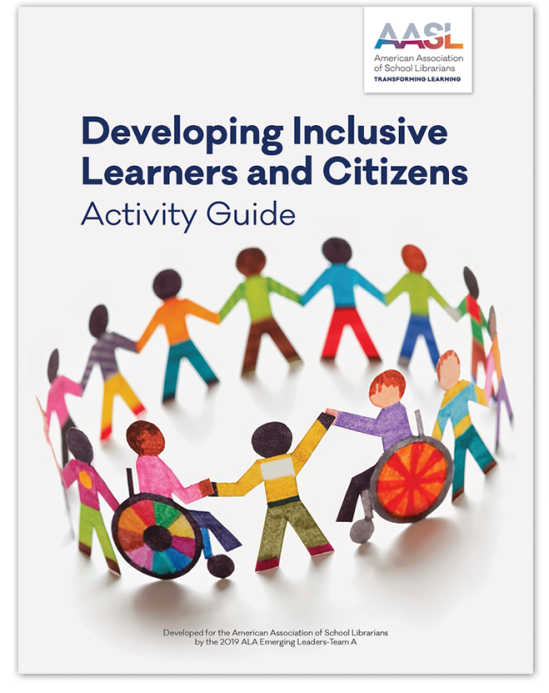 AASL
American Association
of School Librarians
TRANSFORMING LEARNING
Developing Inclusive
Learners and Citizens
Activity Guide
Developed for the American Association of School Librarians
by the 2019 ALA Emerging Leaders-Team A